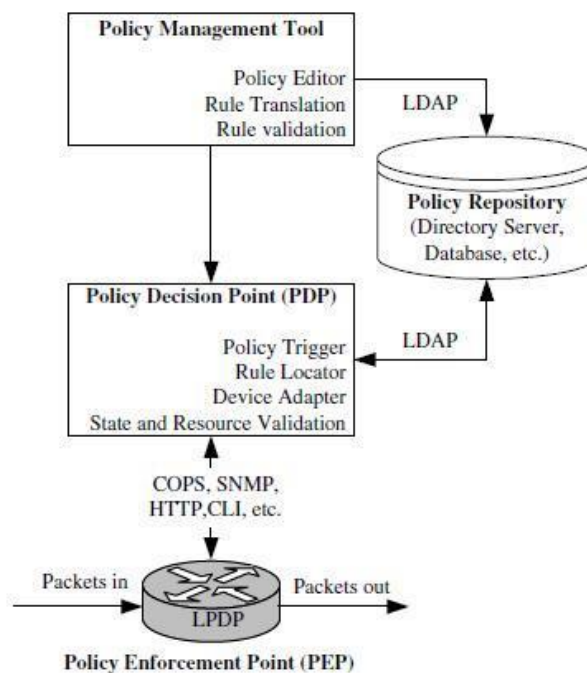 Policy Management Tool
Policy Editor
Rule Translation
Rule validation
LDAP
Policy Repository
(Directory Server,
Database, etc.)
Policy Decision Point (PDP)
Policy Trigger
Rule Locator
Device Adapter
State and Resource Validation
LDAP
COPS, SNMP,
HTTP,CLI, etc.
Packets in
LPDP
Packets out
Policy Enforcement Point (PEP)